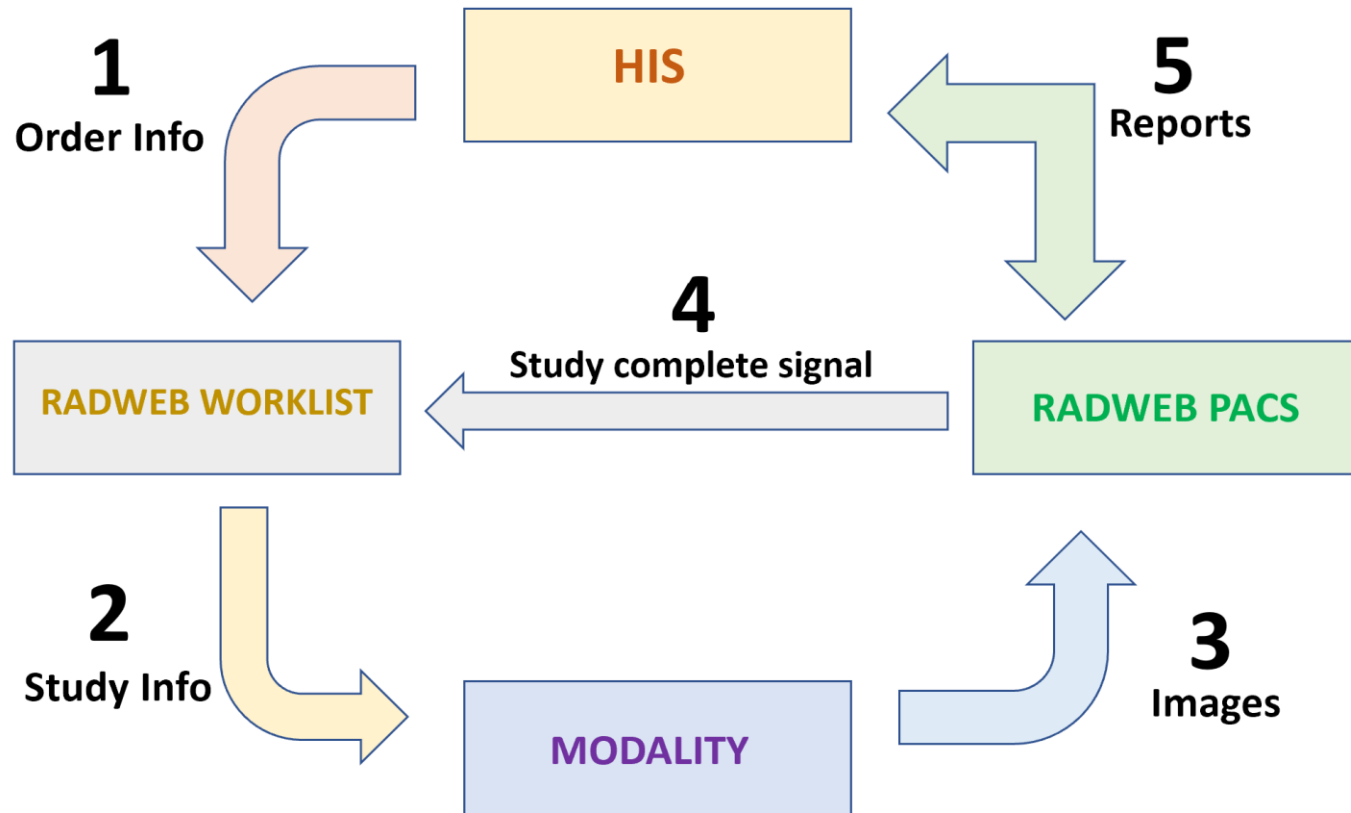 1
Order Info
HIS
5
Reports
4
Study complete signal
RADWEB WORKLIST
RADWEB PACS
2
Study Info
MODALITY
3
Images